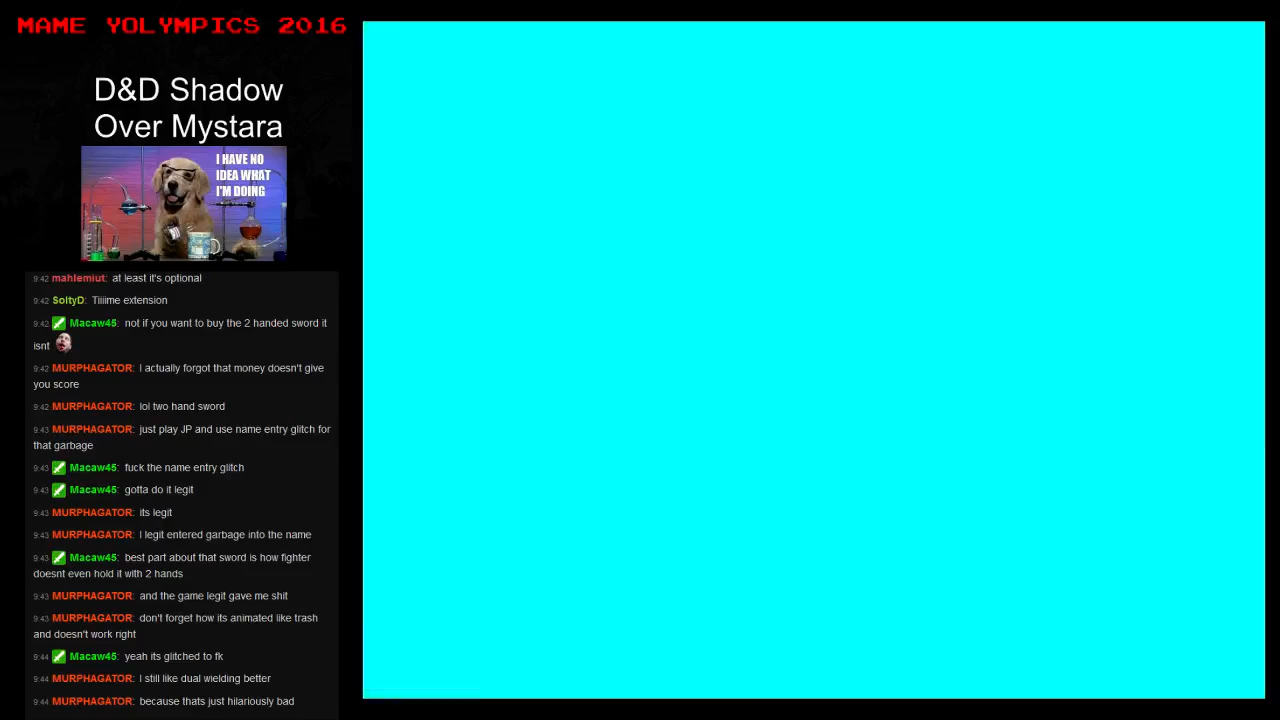 MAME YOLYMPICS 2016
D&D Shadow
Over Mystara
I HAVE NO
IDEA WHAT
I'M DOING
9:42 mahlemiut: at least it's optional
9:42 SoltyD: Tiiiime extension
9:42 Macaw45: not if you want to buy the 2 handed sword it
isnt
9:42 MURPHAGATOR: I actually forgot that money doesn't give
you score
9:42 MURPHAGATOR: lol two hand sword
9:43 MURPHAGATOR: just play JP and use name entry glitch for
that garbage
9:43 Macaw45: fuck the name entry glitch
9:43 Macaw45: gotta do it legit
9:43 MURPHAGATOR: its legit
9:43 MURPHAGATOR: I legit entered garbage into the name
9:43 Macaw45: best part about that sword is how fighter
doesnt even hold it with 2 hands
9:43 MURPHAGATOR: and the game legit gave me shit
9:43 MURPHAGATOR: don't forget how its animated like trash
and doesn't work right
9:44 Macaw45: yeah its glitched to fk
9:44 MURPHAGATOR: I still like dual wielding better
9:44 MURPHAGATOR: because thats just hilariously bad